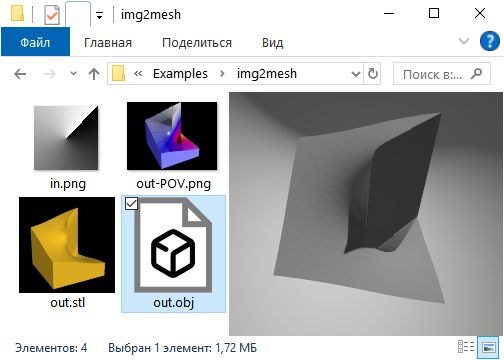 img2mesh
Файл
Главная
Поделиться
Вид
« Examples › img2mesh
Поиск в:...
in.png
out-POV.png
out.stl
out.obj
Элементов: 4 Выбран 1 элемент: 1,72 МБ